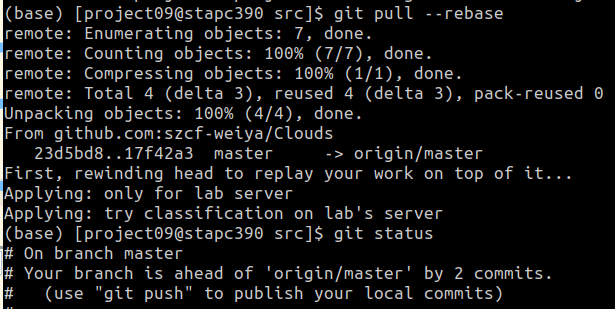 (base) [project09@stapc390 src]$ git pull --rebase
remote: Enumerating objects: 7, done.
remote: Counting objects: 100% (7/7), done.
remote: Compressing objects: 100% (1/1), done.
remote: Total 4 (delta 3), reused 4 (delta 3), pack-reused 0
Unpacking objects: 100% (4/4), done.
From github.com:szcf-weiya/Clouds
   23d5bd8..17f42a3  master     -> origin/master
First, rewinding head to replay your work on top of it...
Applying: only for lab server
Applying: try classification on lab's server
(base) [project09@stapc390 src]$ git status
# On branch master
# Your branch is ahead of 'origin/master' by 2 commits.
#   (use "git push" to publish your local commits)